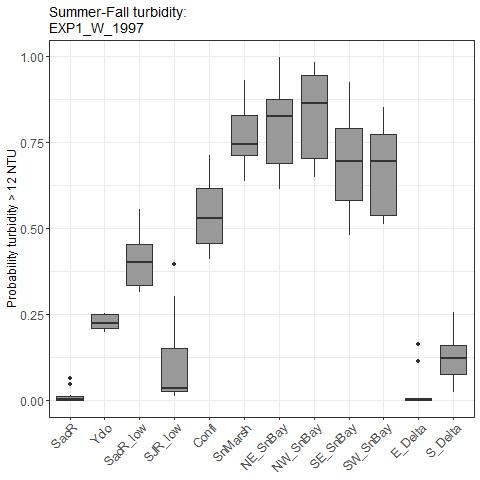 Summer-Fall turbidity:
EXP1_W_1997
Probability turbidity > 12 NTU
1.00
0.75
0.50
0.25
0.00
SacR
Yolo
SacR_low
SJR_low
Confl
SnMarsh
NE_SnBay
NW_SnBay
SE_SnBay
SW_SnBay
E_Delta
S_Delta